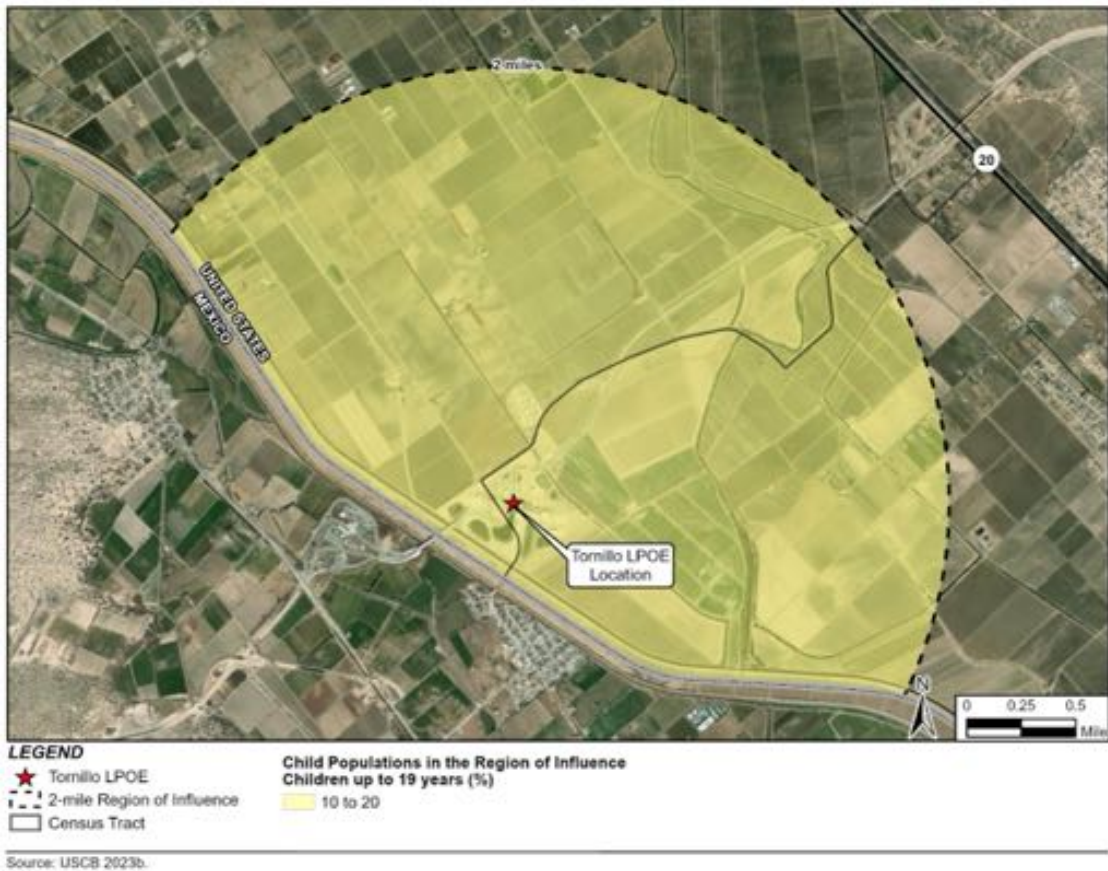 2 miles
20
UNITED STATES
MEXICO
Tornillo LPOE
Location
N
0 0.25 0.5
Mile
LEGEND
Tornillo LPOE
2-mile Region of Influence
Census Tract
Child Populations in the Region of Influence
Children up to 19 years (%)
10 to 20
Source: USCB 2023b.